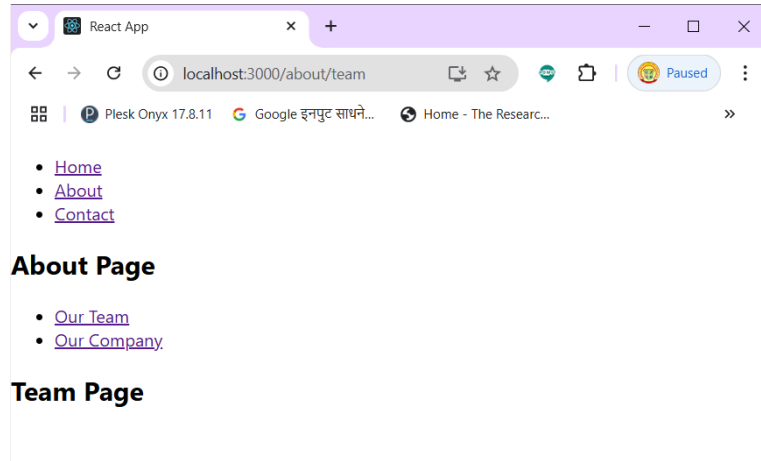 React App
localhost:3000/about/team
Paused
Plesk Onyx 17.8.11 Google इनपुट साधने... Home - The Researc...
Home
About
Contact
About Page
Our Team
Our Company
Team Page